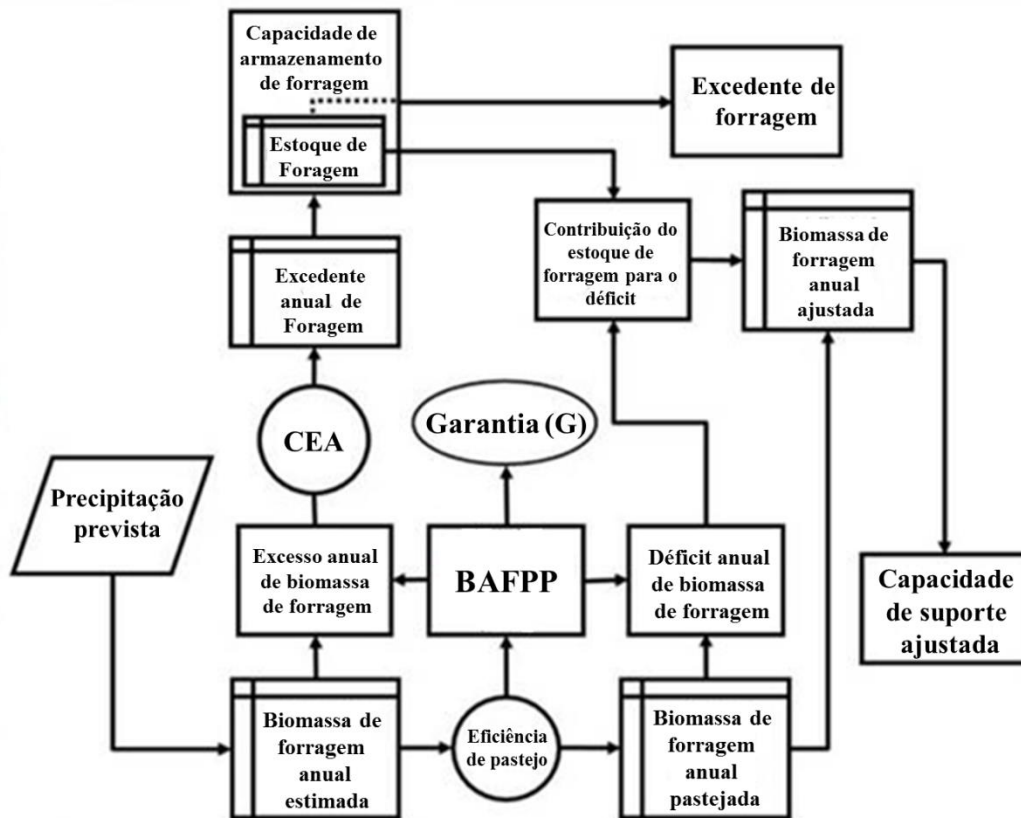 Capacidade de
armazenamento
de forragem
Estoque de
Foragem
Excedente de
forragem
Excedente
anual de
Foragem
Contribuição do
estoque de
forragem para o
déficit
Biomassa de
forragem
anual
ajustada
CEA
Garantia (G)
Precipitação
prevista
Excesso anual
de biomassa
de forragem
BAFPP
Déficit anual
de biomassa
de forragem
Capacidade
de suporte
ajustada
Biomassa de
forragem
anual
estimada
Eficiência
de pastejo
Biomassa de
forragem
anual
pastejada